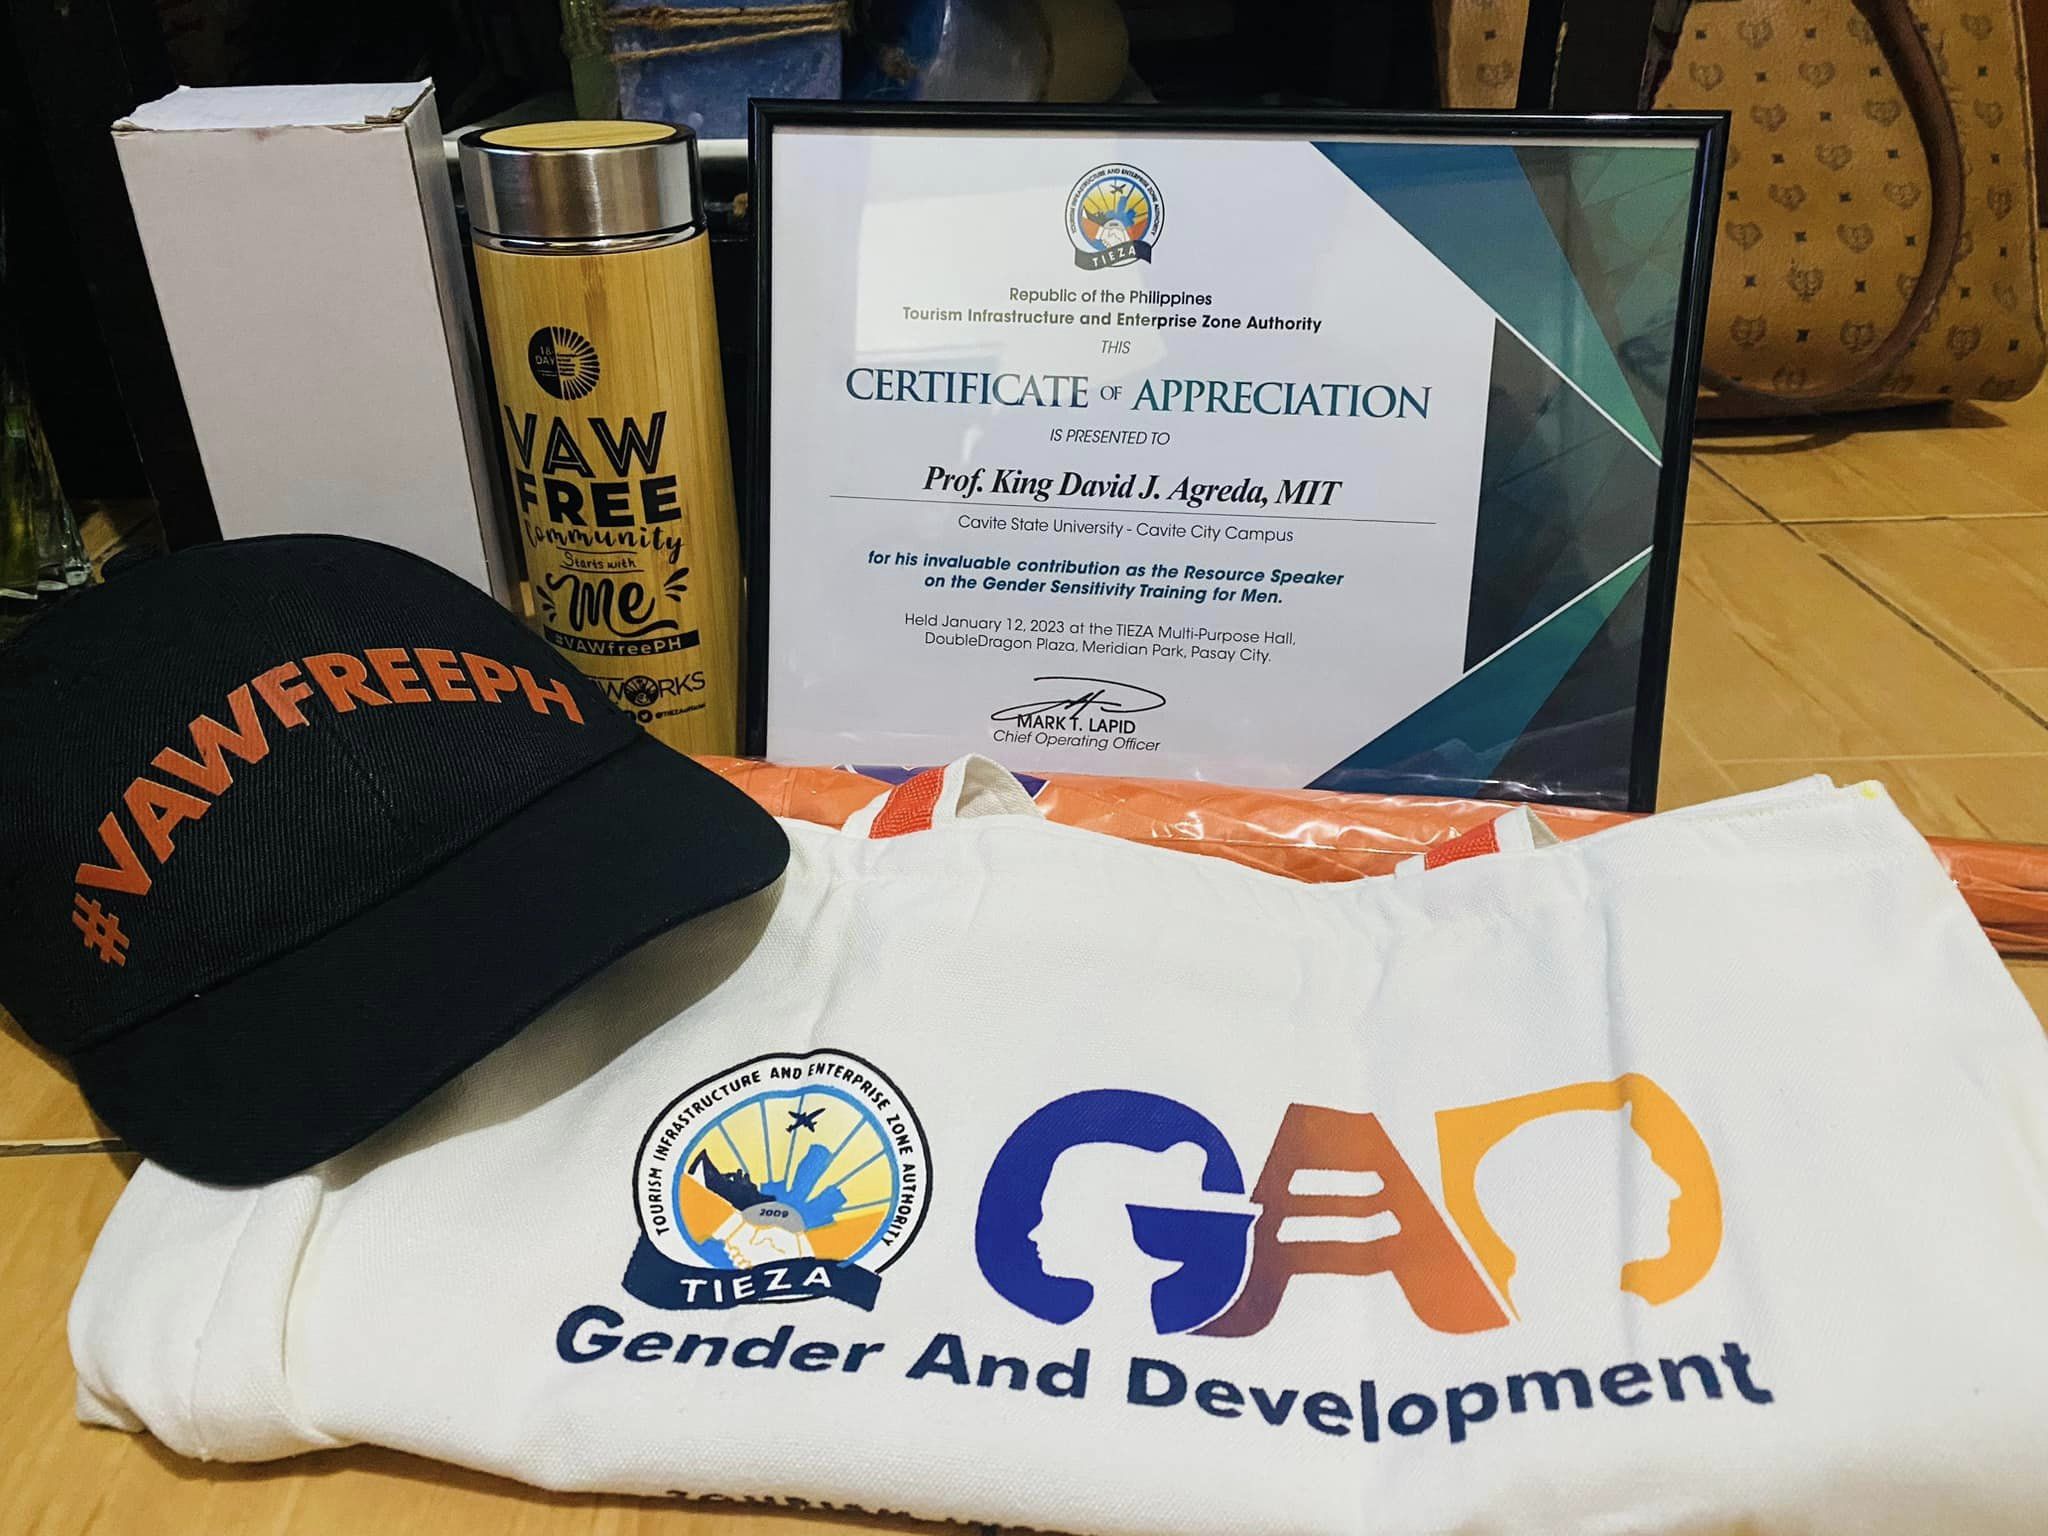 TOURISM INFRASTRUCTURE AND ENTERPRISE ZONE AUTHORITY
TIEZA
Republic of the Philippines
Tourism Infrastructure and Enterprise Zone Authority
THIS
CERTIFICATE OF APPRECIATION
IS PRESENTED TO
Prof. King David J. Agreda, MIT
Cavite State University - Cavite City Campus
for his invaluable contribution as the Resource Speaker
on the Gender Sensitivity Training for Men.
Held January 12, 2023 at the TIEZA Multi-Purpose Hall,
DoubleDragon Plaza, Meridian Park, Pasay City.
MARK T. LAPID
Chief Operating Officer
18
DAY
VAW
FREE
Community
Starts with
Me
#VAWfreePH
#VAWFREEPH
TOURISM INFRASTRUCTURE AND ENTERPRISE ZONE AUTHORITY
2009
TIEZA
GAD
Gender And Development